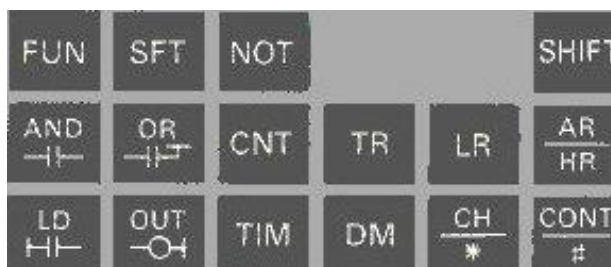 FUN SFT NOT SHIFT
AND OR CNT TR LR AR
HR
LD OUT TIM DM CH CONT
* #